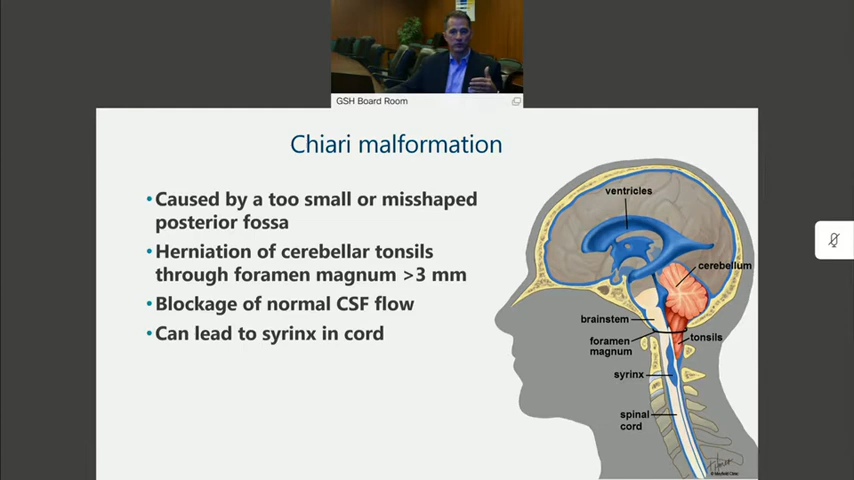 GSH Board Room
Chiari malformation
•Caused by a too small or misshaped
posterior fossa
•Herniation of cerebellar tonsils
through foramen magnum >3 mm
•Blockage of normal CSF flow
•Can lead to syrinx in cord
ventricles
cerebellum
brainstem
foramen
magnum
tonsils
syrinx
spinal
cord
© Mayfield Clinic